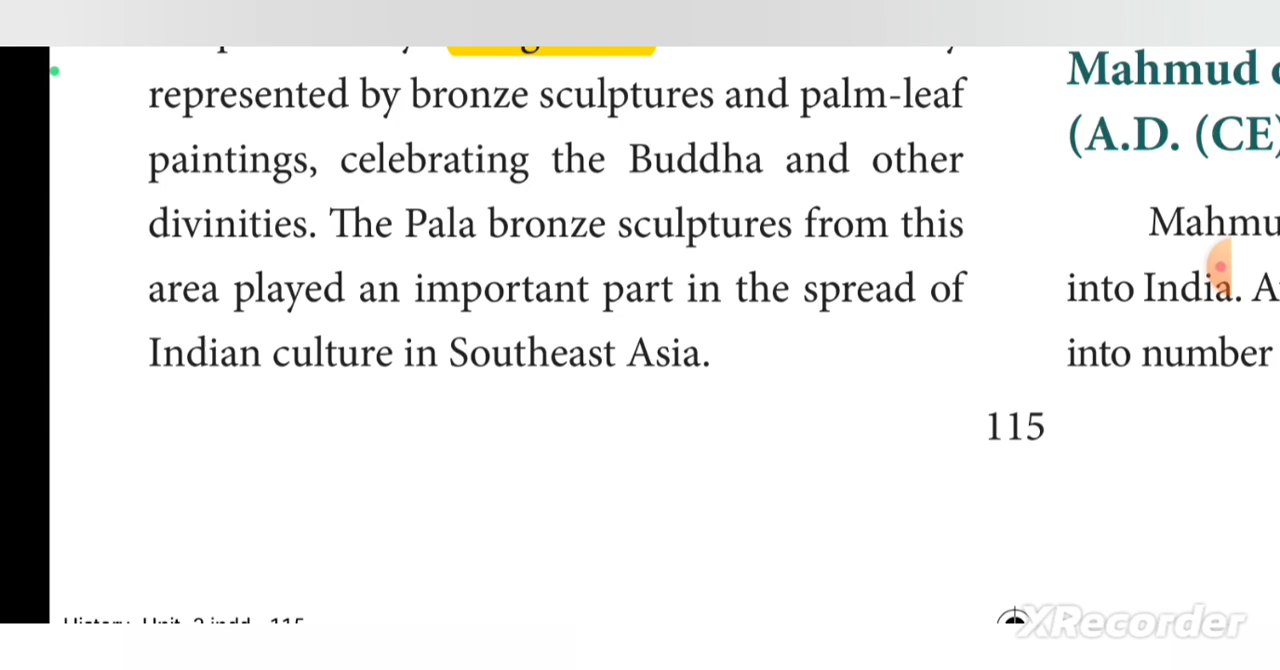 represented by bronze sculptures and palm-leaf
paintings, celebrating the Buddha and other
divinities. The Pala bronze sculptures from this
area played an important part in the spread of
Indian culture in Southeast Asia.
Mahmud
(A.D. (CE)
Mahmu
into India. A
into number
115
XRecorder